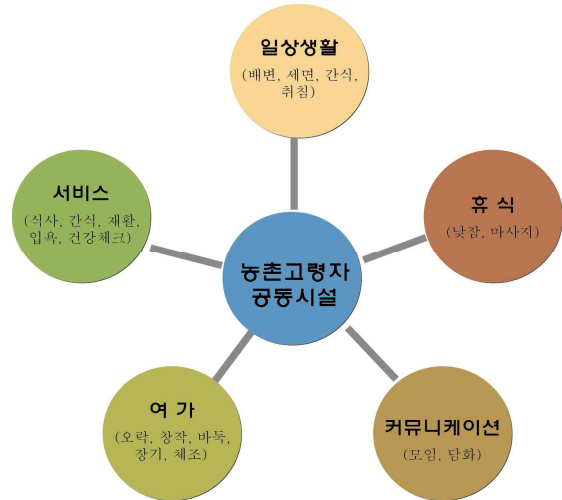 일상생활
(배변, 세면, 간식,
취침)
서비스
(식사, 간식, 재활,
입욕, 건강체크)
휴 식
(낮잠, 마사지)
농촌고령자
공동시설
여 가
(오락, 창작, 바둑,
장기, 체조)
커뮤니케이션
(모임, 담화)